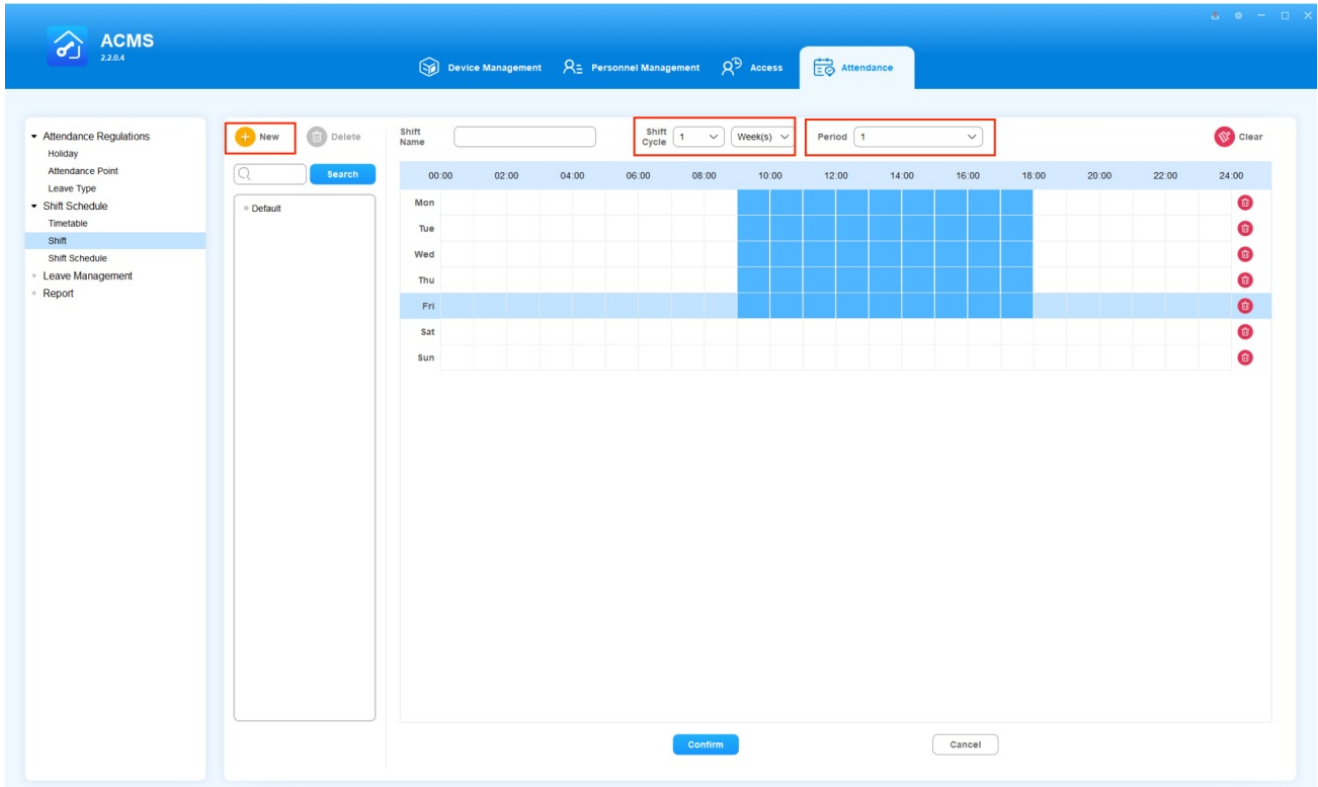 ACMS
2.2.0.4
Device Management
Personnel Management
Access
Attendance
Attendance Regulations
Holiday
Attendance Point
Leave Type
Shift Schedule
Timetable
Shift
Shift Schedule
Leave Management
Report
New
Delete
Search
Default
Shift Name
Shift Cycle 1 Week(s)
Period 1
Clear
00:00 02:00 04:00 06:00 08:00 10:00 12:00 14:00 16:00 18:00 20:00 22:00 24:00
Mon
Tue
Wed
Thu
Fri
Sat
Sun
Confirm
Cancel